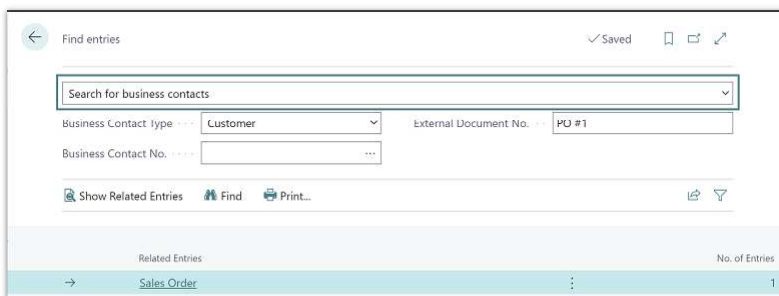 Find entries Saved
Search for business contacts
Business Contact Type Customer External Document No. PO #1
Business Contact No. ...
Show Related Entries Find Print...
Related Entries No. of Entries
Sales Order 1